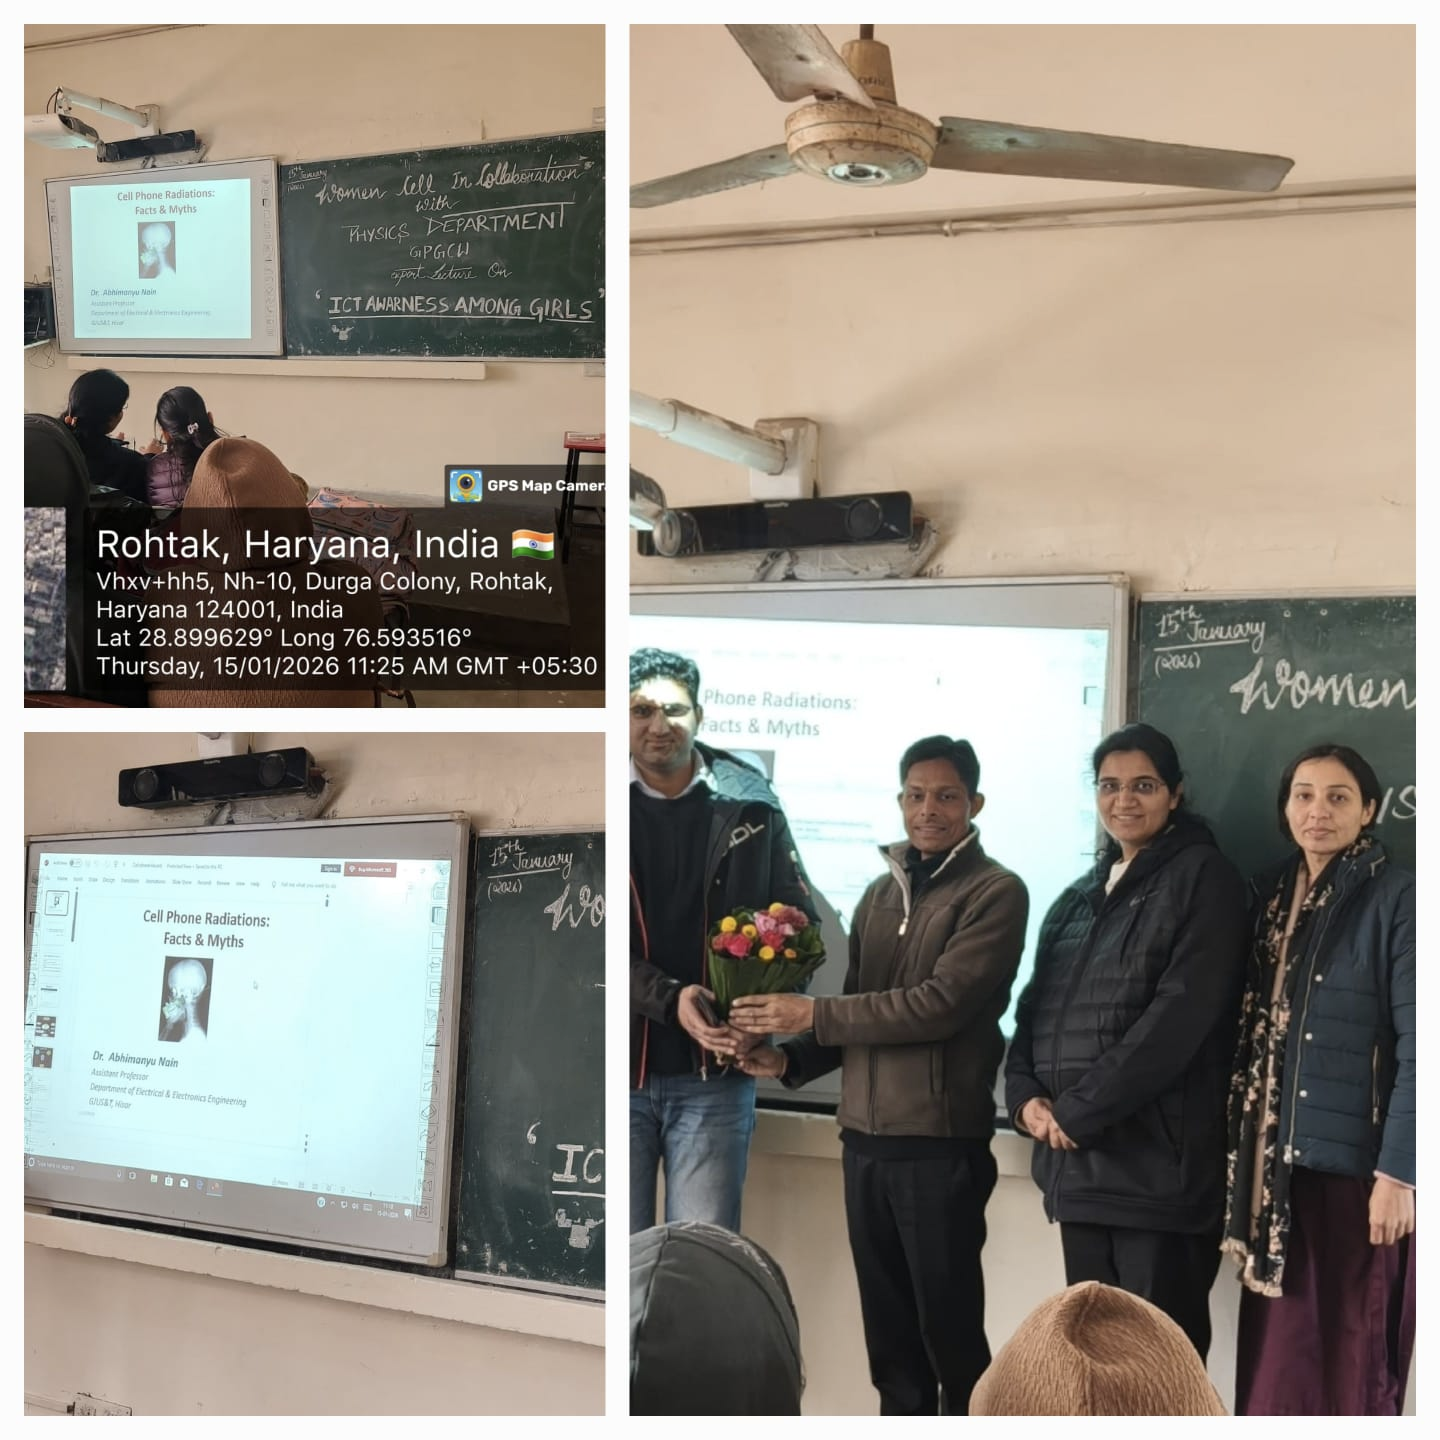 Cell Phone Radiations:
Facts & Myths
Dr. Abhimanyu Nain
Assistant Professor
Department of Electrical & Electronics Engineering
GJUS&T, Hisar
15th January
(2026)
Women Cell In Collaboration
With
PHYSICS DEPARTMENT
GPGCW
expert Lecture On
‘ICT AWARNESS AMONG GIRLS’
GPS Map Camera
Rohtak, Haryana, India
Vhxv+hh5, Nh-10, Durga Colony, Rohtak,
Haryana 124001, India
Lat 28.899629° Long 76.593516°
Thursday, 15/01/2026 11:25 AM GMT +05:30
Cell Phone Radiations:
Facts & Myths
Dr. Abhimanyu Nain
Assistant Professor
Department of Electrical & Electronics Engineering
GJUS&T, Hisar
15th January
(2026)
Wo
‘IC
Phone Radiations:
Facts & Myths
15th January
(2026)
Women
IS